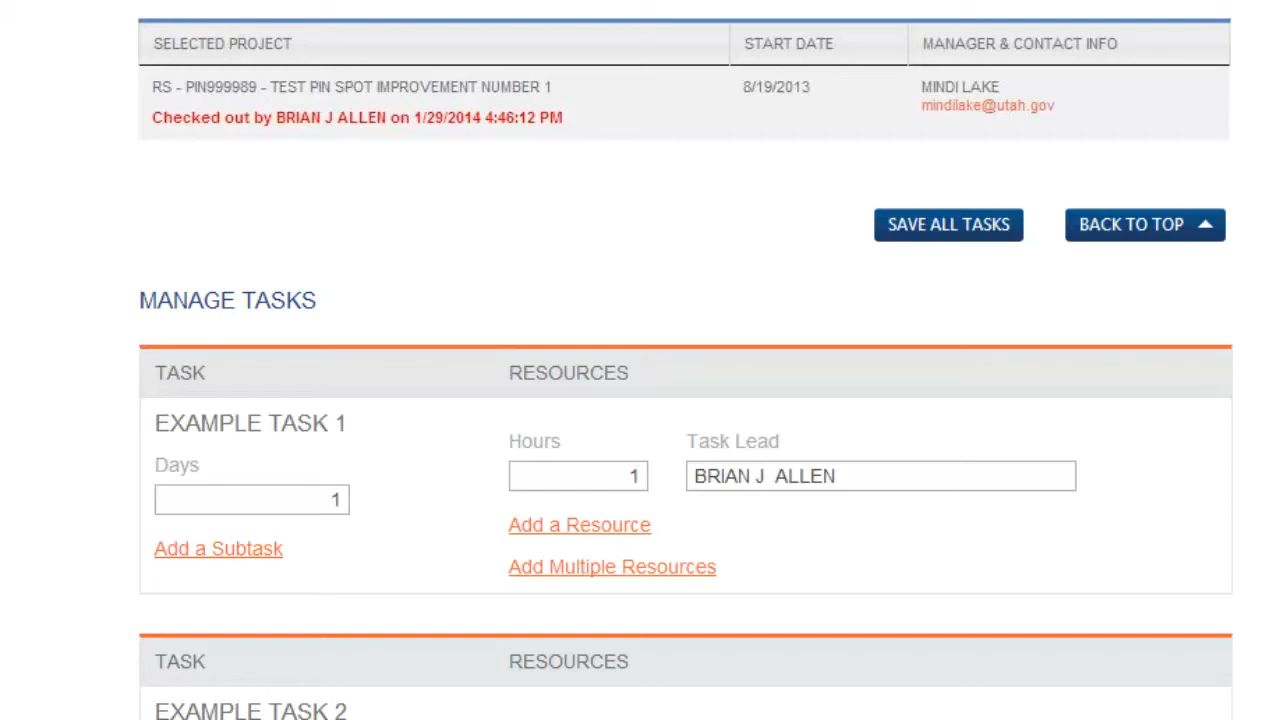 SELECTED PROJECT START DATE MANAGER & CONTACT INFO
RS - PIN999989 - TEST PIN SPOT IMPROVEMENT NUMBER 1 8/19/2013 MINDI LAKE
mindilake@utah.gov
Checked out by BRIAN J ALLEN on 1/29/2014 4:46:12 PM
SAVE ALL TASKS BACK TO TOP
MANAGE TASKS
TASK RESOURCES
EXAMPLE TASK 1
Hours Task Lead
Days
1 BRIAN J ALLEN
1
Add a Resource
Add a Subtask
Add Multiple Resources
TASK RESOURCES
EXAMPLE TASK 2